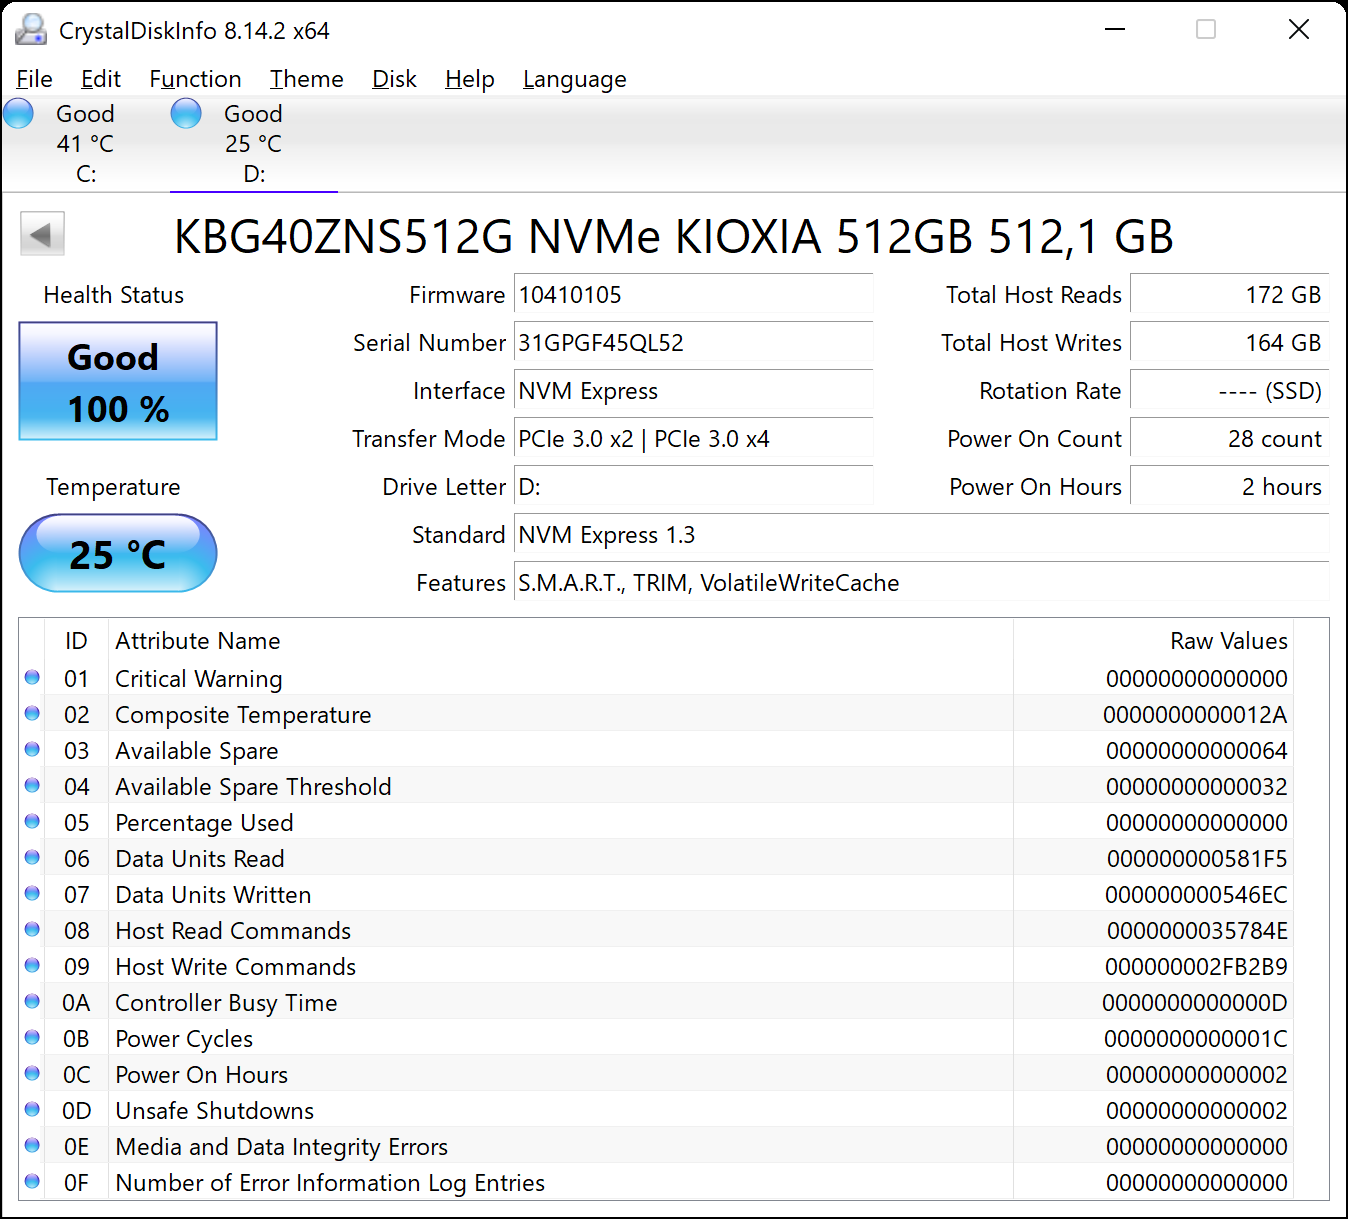 CrystalDiskInfo 8.14.2 x64
File Edit Function Theme Disk Help Language
Good Good
41 °C 25 °C
C: D:
KBG40ZNS512G NVMe KIOXIA 512GB 512,1 GB
Health Status
Good
100 %
Temperature
25 °C
Firmware 10410105
Serial Number 31GPGF45QL52
Interface NVM Express
Transfer Mode PCIe 3.0 x2 | PCIe 3.0 x4
Drive Letter D:
Standard NVM Express 1.3
Features S.M.A.R.T., TRIM, VolatileWriteCache
Total Host Reads 172 GB
Total Host Writes 164 GB
Rotation Rate ---- (SSD)
Power On Count 28 count
Power On Hours 2 hours
ID Attribute Name Raw Values
01 Critical Warning 00000000000000
02 Composite Temperature 0000000000012A
03 Available Spare 00000000000064
04 Available Spare Threshold 00000000000032
05 Percentage Used 00000000000000
06 Data Units Read 000000000581F5
07 Data Units Written 000000000546EC
08 Host Read Commands 0000000035784E
09 Host Write Commands 000000002FB2B9
0A Controller Busy Time 0000000000000D
0B Power Cycles 0000000000001C
0C Power On Hours 00000000000002
0D Unsafe Shutdowns 00000000000002
0E Media and Data Integrity Errors 00000000000000
0F Number of Error Information Log Entries 00000000000000